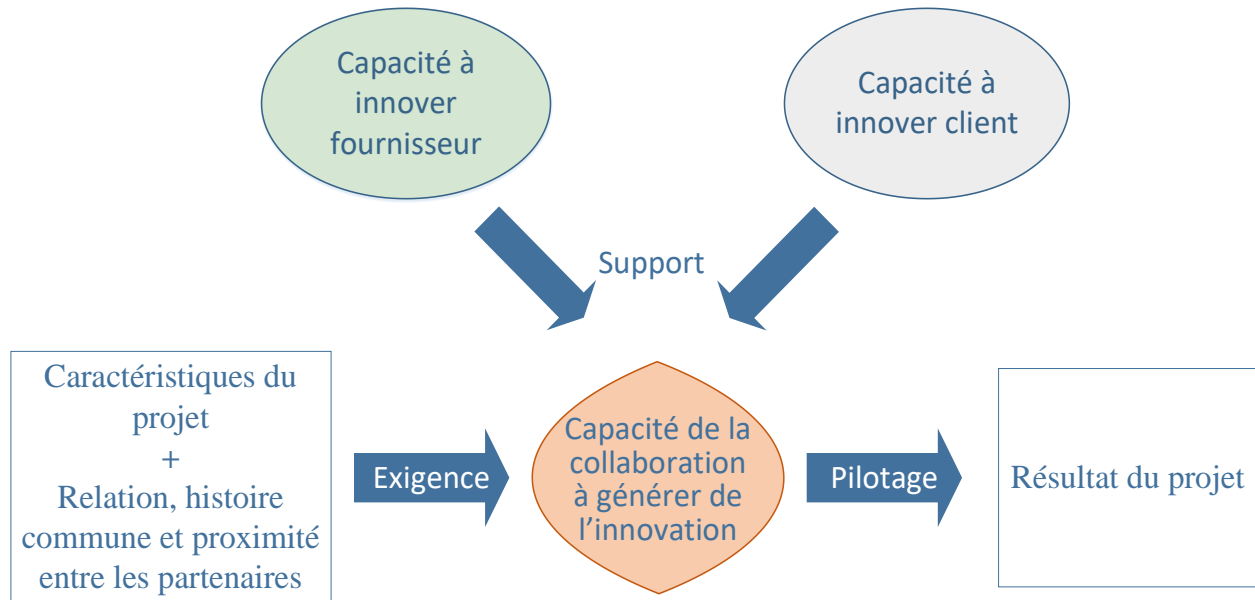 Capacité à
innover
fournisseur
Capacité à
innover client
Support
Caractéristiques du
projet
+
Relation, histoire
commune et proximité
entre les partenaires
Exigence
Capacité de la
collaboration
à générer de
l’innovation
Pilotage
Résultat du projet